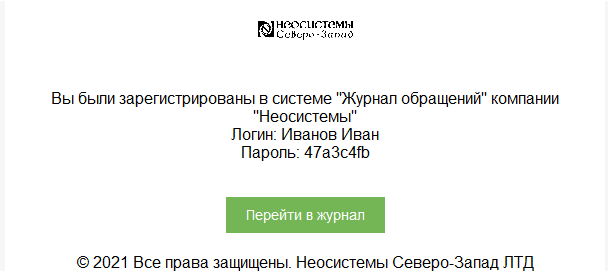 неосистемы
Северо-Запад
Вы были зарегистрированы в системе "Журнал обращений" компании
"Неосистемы"
Логин: Иванов Иван
Пароль: 47a3c4fb
Перейти в журнал
© 2021 Все права защищены. Неосистемы Северо-Запад ЛТД